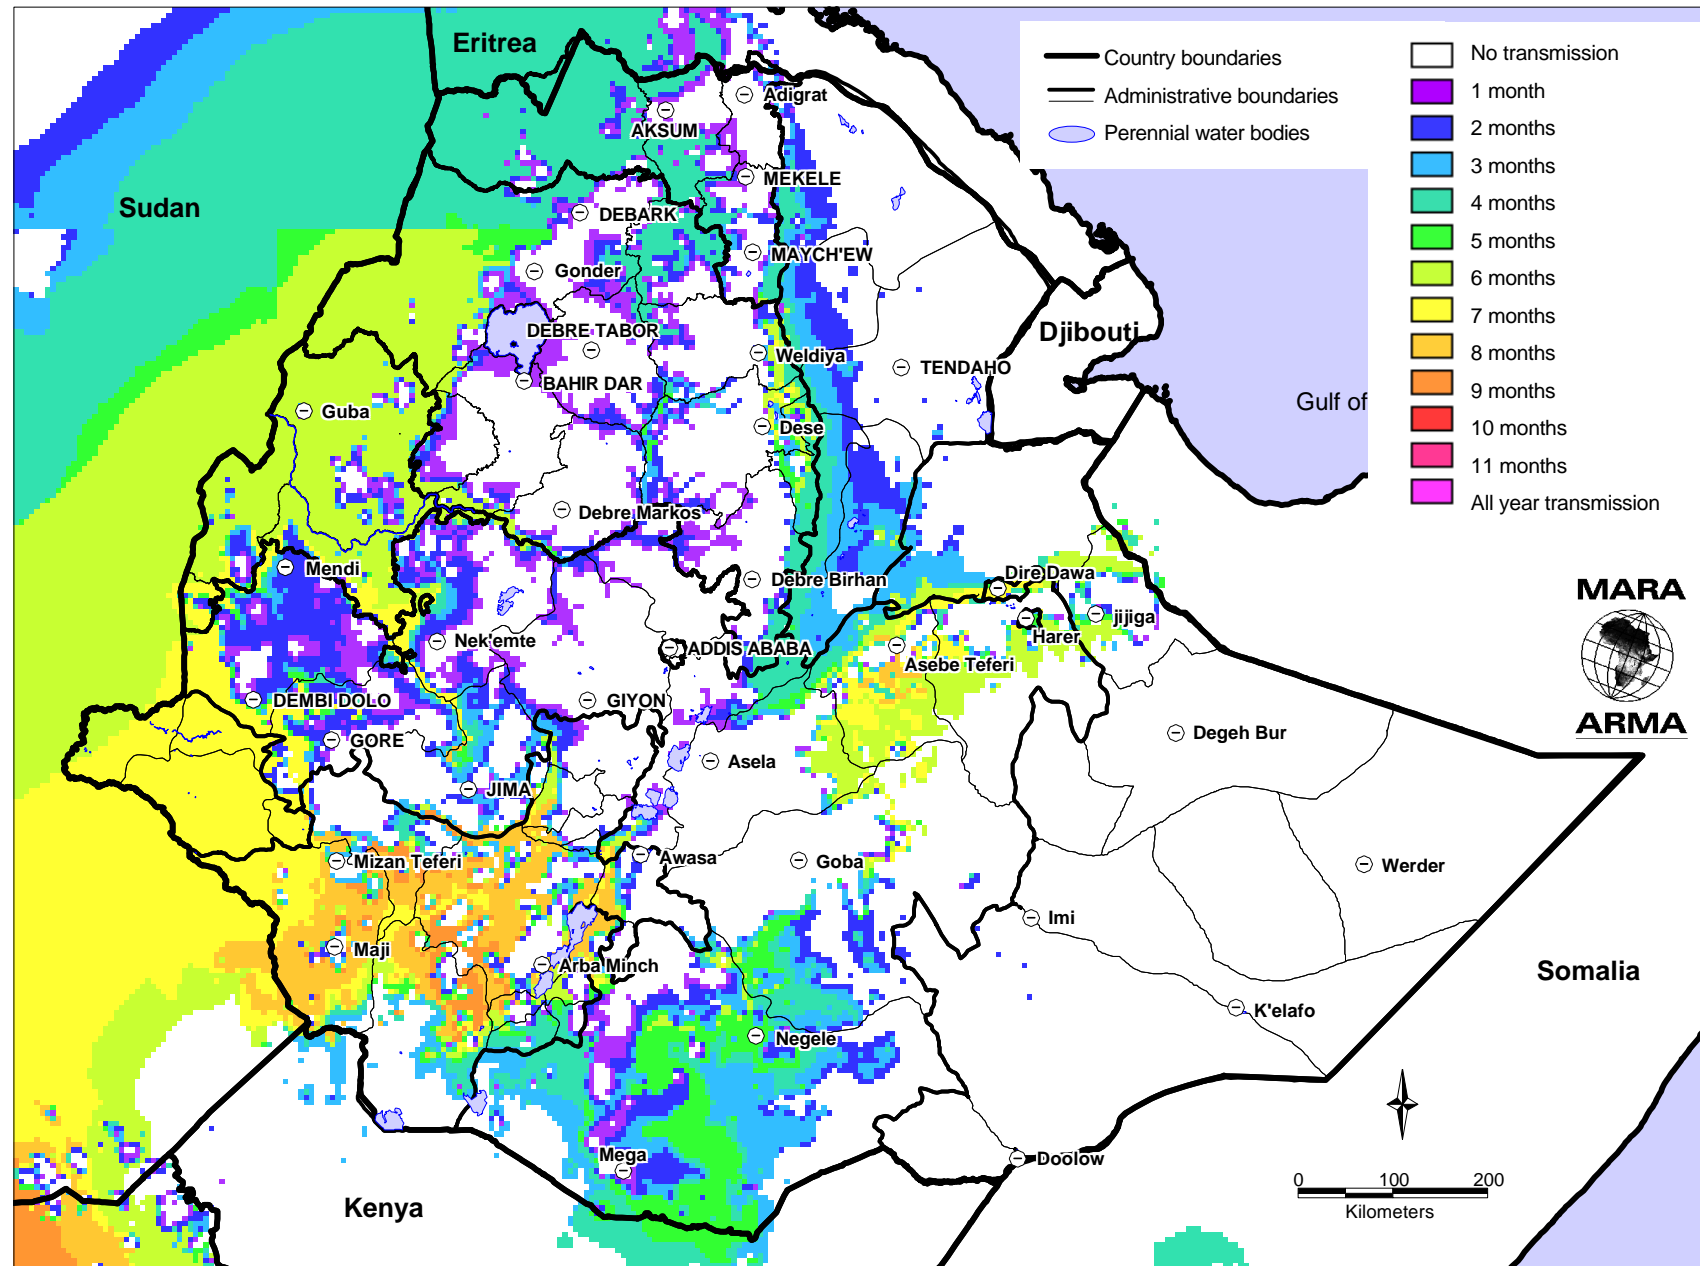 Eritrea
Country boundaries
Administrative boundaries
Perennial water bodies
No transmission
1 month
2 months
3 months
4 months
5 months
6 months
7 months
8 months
9 months
10 months
11 months
All year transmission
Adigrat
AKSUM
MEKELE
Sudan
DEBARK
MAYCH'EW
Gonder
DEBRE TABOR
Djibouti
Weldiya
TENDAHO
BAHIR DAR
Gulf of
Guba
Dese
Debre Markos
Mendi
Debre Birhan
Dire Dawa
jijiga
Harer
MARA
ARMA
Nek'emte
ADDIS ABABA
Asebe Teferi
DEMBI DOLO
GIYON
GORE
Degeh Bur
Asela
JIMA
Mizan Teferi
Awasa
Goba
Werder
Imi
Maji
Arba Minch
Somalia
K'elafo
Negele
Mega
Doolow
Kenya
0 100 200
Kilometers